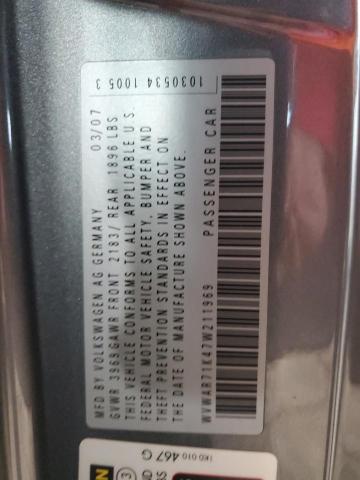 MFD BY VOLKSWAGEN AG GERMANY 03/07
GVWR 3969 GAWR FRONT 2183/ REAR 1896 LBS.
THIS VEHICLE CONFORMS TO ALL APPLICABLE U.S.
FEDERAL MOTOR VEHICLE SAFETY, BUMPER AND
THEFT PREVENTION STANDARDS IN EFFECT ON
THE DATE OF MANUFACTURE SHOWN ABOVE.
1030534 1005 3
WVWAR71K47W211969 PASSENGER CAR
1K0 010 467 G